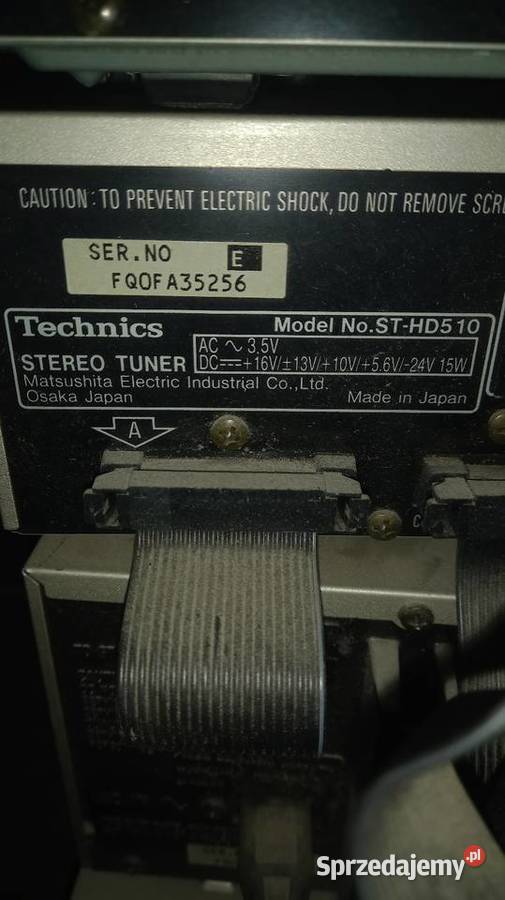 CAUTION: TO PREVENT ELECTRIC SHOCK, DO NOT REMOVE SCRE
SER.NO E
FQ0FA35256
Technics Model No.ST-HD510
STEREO TUNER
AC ~ 3.5V
DC⎓+16V/±13V/+10V/+5.6V/-24V 15W
Matsushita Electric Industrial Co.,Ltd.
Osaka Japan Made in Japan
A
C
Sprzedajemy.pl